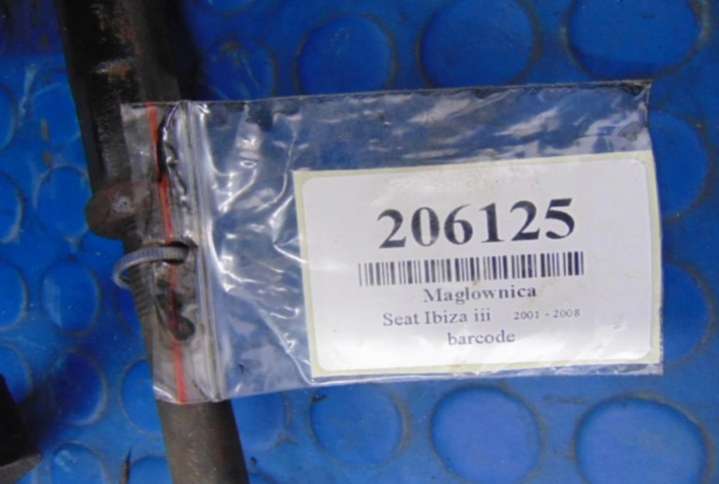 206125
Maglownica
Seat Ibiza iii 2001 - 2008
barcode